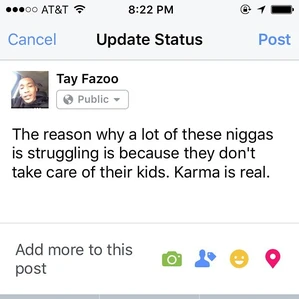 AT&T 8:22 PM
Cancel Update Status Post
Tay Fazoo
Public
The reason why a lot of these niggas
is struggling is because they don't
take care of their kids. Karma is real.
Add more to this
post